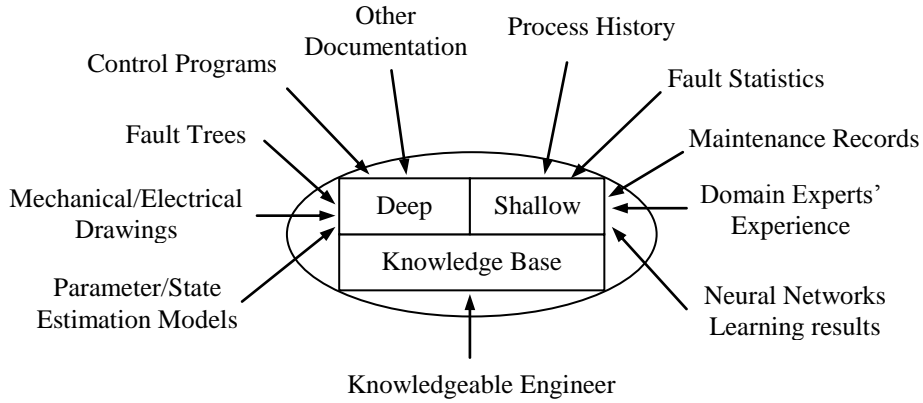 Other
Documentation
Process History
Control Programs
Fault Statistics
Fault Trees
Maintenance Records
Mechanical/Electrical
Drawings
Deep
Shallow
Domain Experts’
Experience
Knowledge Base
Parameter/State
Estimation Models
Neural Networks
Learning results
Knowledgeable Engineer